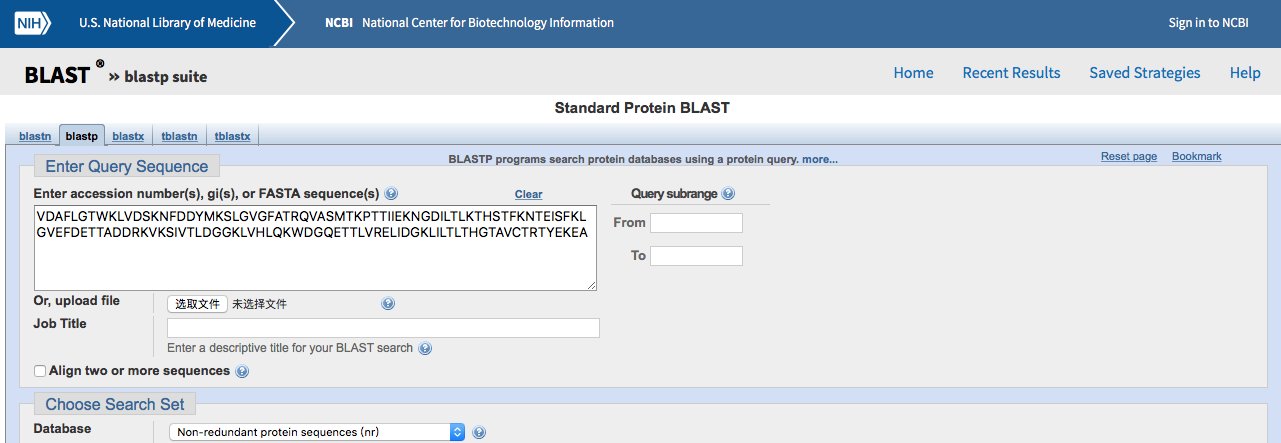 NIH U.S. National Library of Medicine NCBI National Center for Biotechnology Information Sign in to NCBI
BLAST ® » blastp suite Home Recent Results Saved Strategies Help
Standard Protein BLAST
blastn blastp blastx tblastn tblastx
Enter Query Sequence BLASTP programs search protein databases using a protein query. more... Reset page Bookmark
Enter accession number(s), gi(s), or FASTA sequence(s) ? Clear Query subrange ?
VDAFLGTWKLVDSKNFDDYMKSLGVGFATRQVASMTKPTTIIEKNGDILTLKTHSTFKNTEISFKL
GVEFDETTADDRKVKSIVTLDGGKLVHLQKWDGQETTLVRELIDGKLILTLTHGTAVCTRTYEKEA
From
To
Or, upload file 选取文件 未选择文件 ?
Job Title
Enter a descriptive title for your BLAST search ?
Align two or more sequences ?
Choose Search Set
Database Non-redundant protein sequences (nr) ?